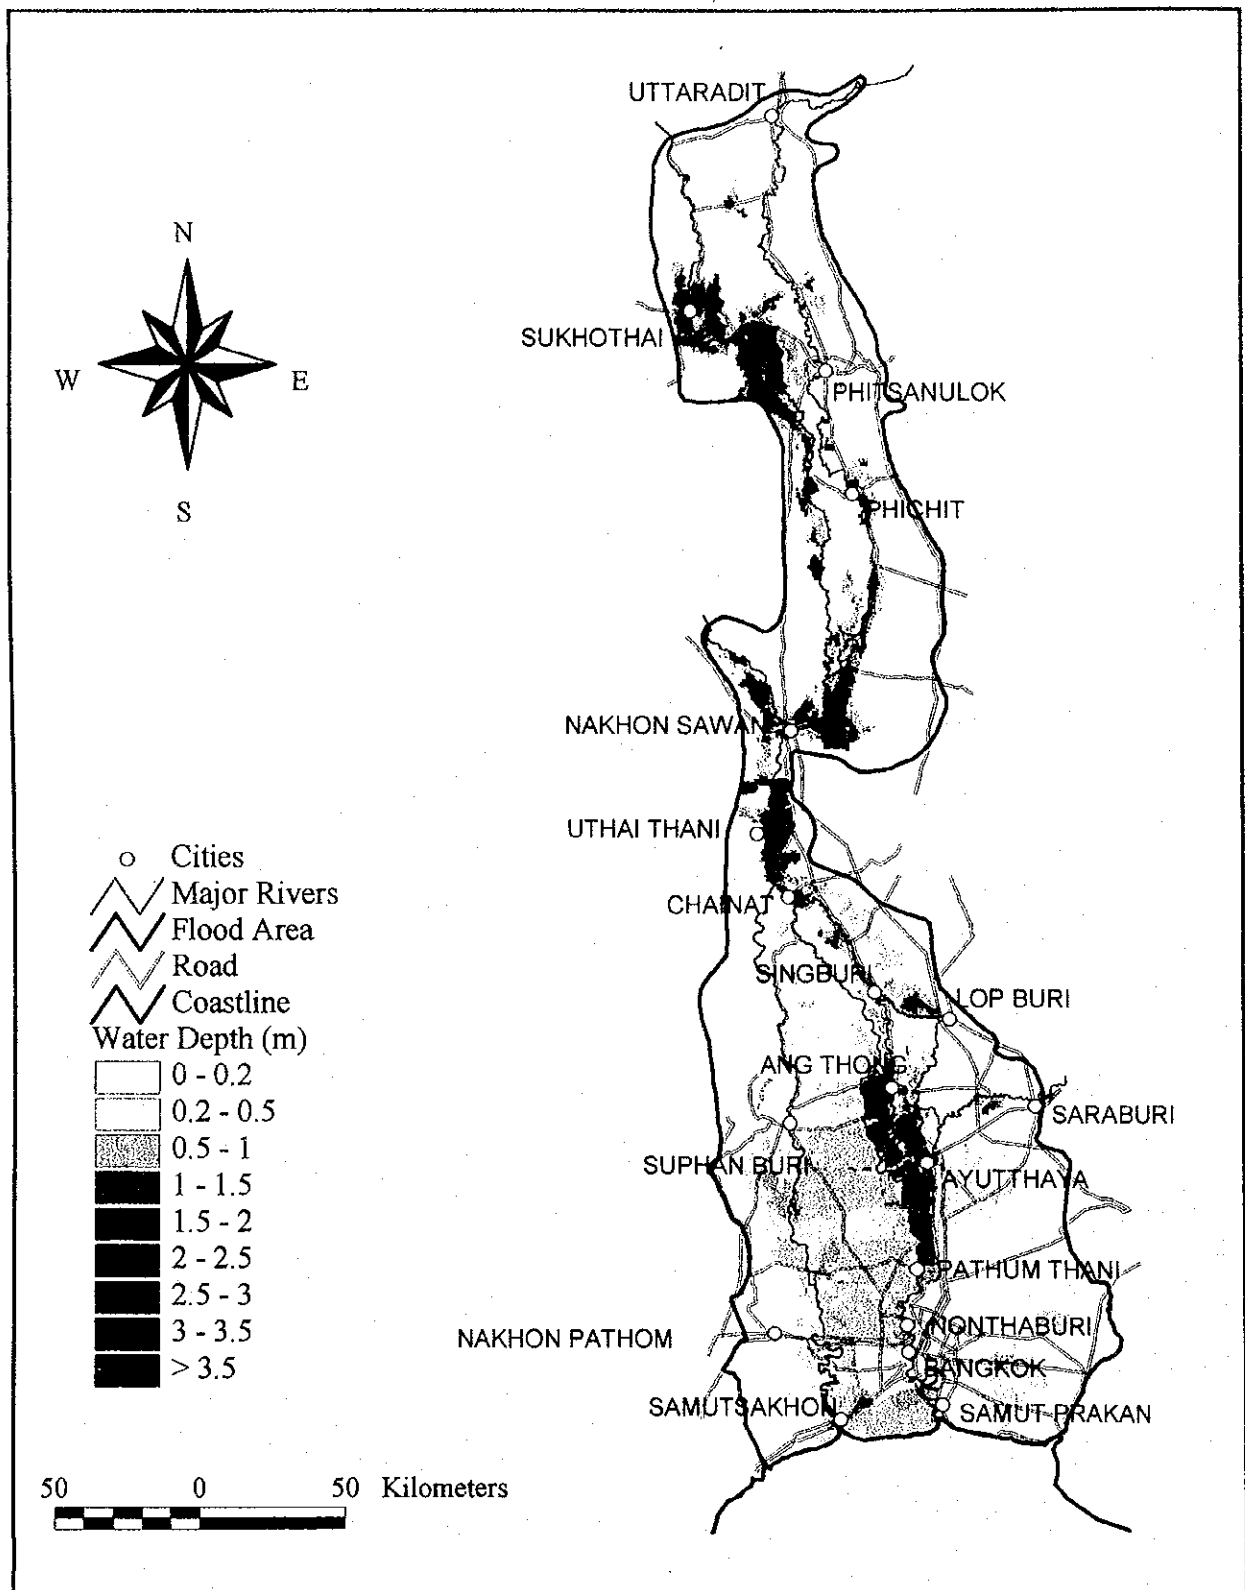 UTTARADIT
N
SUKHOTHAI
W
E
PHITSANULOK
S
PHICHIT
NAKHON SAWAN
UTHAI THANI
Cities
Major Rivers
CHAINAT
Flood Area
Road
SINGBURI
Coastline
LOP BURI
Water Depth (m)
0 - 0.2
ANG THONG
0.2 - 0.5
SARABURI
0.5 - 1
SUPHAN BURI
AYUTTHAYA
1 - 1.5
1.5 - 2
2 - 2.5
PATHUM THANI
2.5 - 3
NONTHABURI
3 - 3.5
NAKHON PATHOM
> 3.5
BANGKOK
SAMUTSAKHON
SAMUT PRAKAN
50 0 50 Kilometers